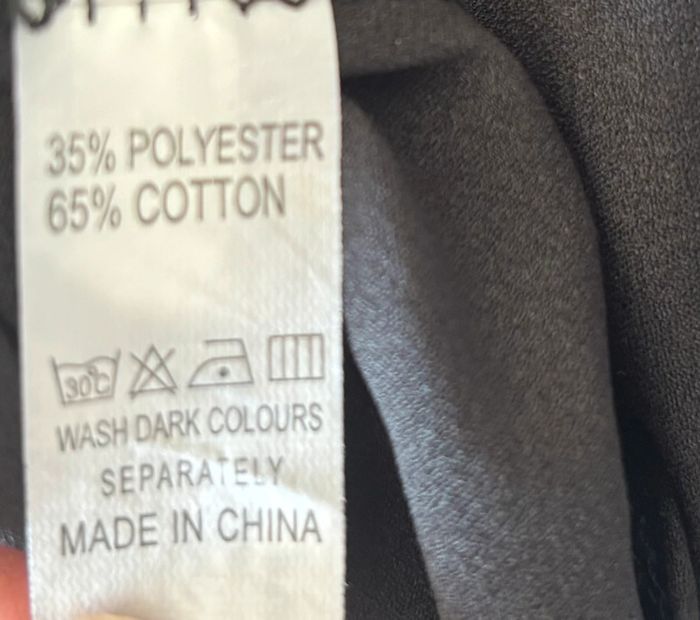 35% POLYESTER
65% COTTON
30°C
WASH DARK COLOURS
SEPARATELY
MADE IN CHINA